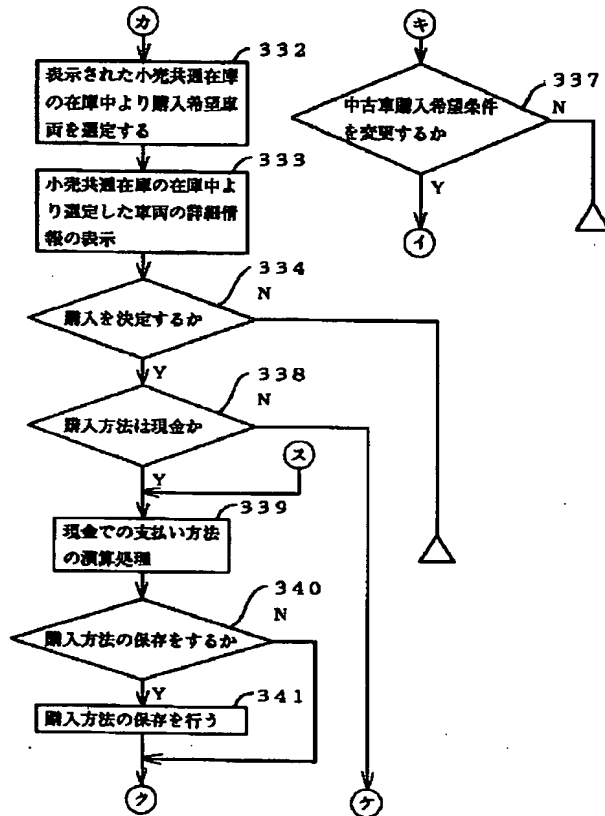 カ
332
表示された小売共通在庫
の在庫中より購入希望車
両を選定する
333
小売共通在庫の在庫中よ
り選定した車両の詳細情
報の表示
334
N
購入を決定するか
Y
338
N
購入方法は現金か
ス
Y
339
現金での支払い方法
の演算処理
340
N
購入方法の保存をするか
Y
341
購入方法の保存を行う
ク
ケ
キ
337
N
中古車購入希望条件
を変更するか
Y
イ